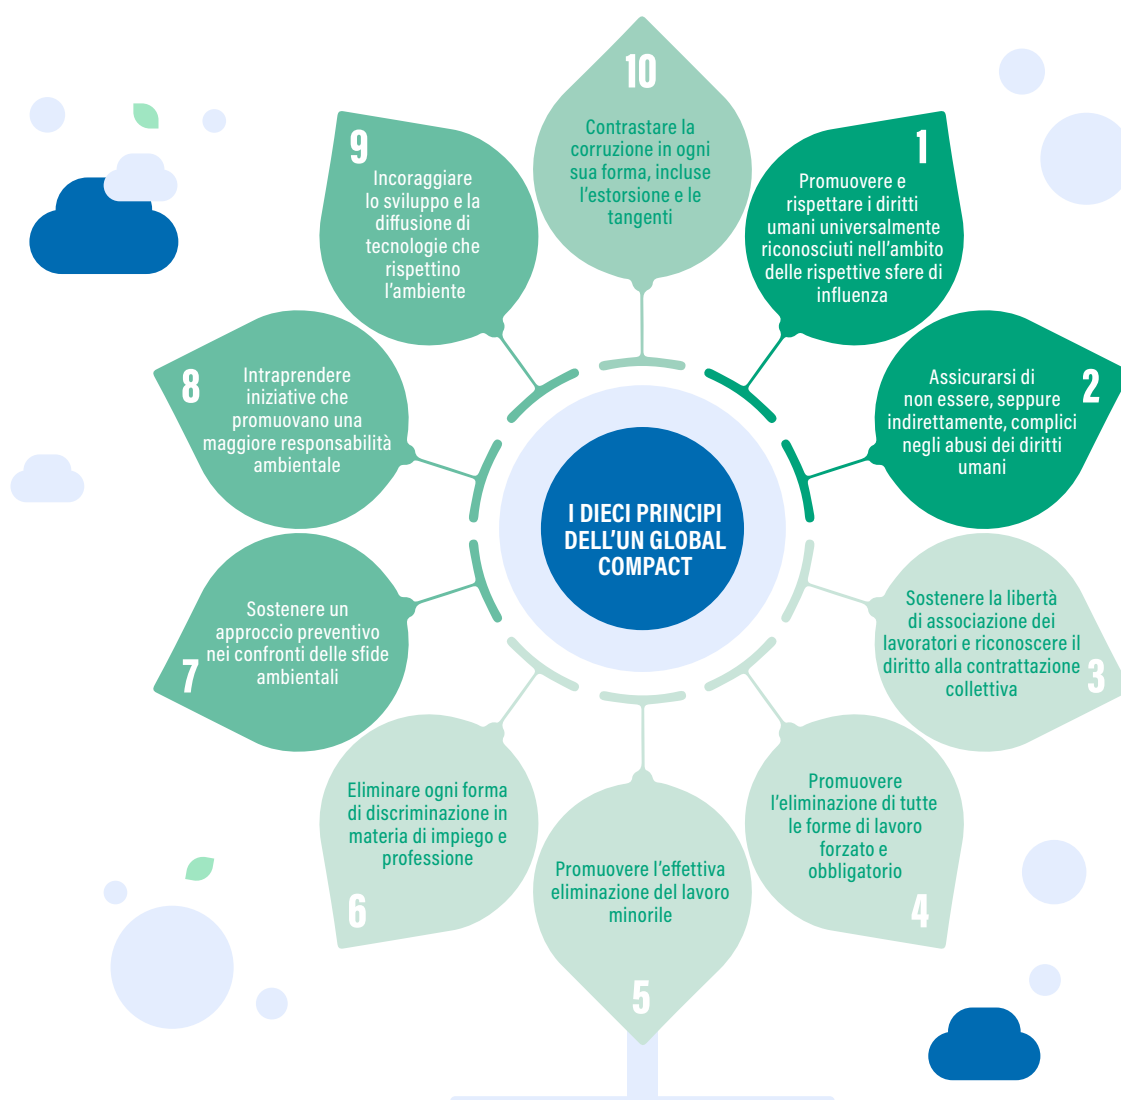 I DIECI PRINCIPI
DELL'UN GLOBAL
COMPACT
1
Promuovere e
rispettare i diritti
umani universalmente
riconosciuti nell'ambito
delle rispettive sfere di
influenza
2
Assicurarsi di
non essere, seppure
indirettamente, complici
negli abusi dei diritti
umani
3
Sostenere la libertà
di associazione dei
lavoratori e riconoscere il
diritto alla contrattazione
collettiva
4
Promuovere
l'eliminazione di tutte
le forme di lavoro
forzato e
obbligatorio
5
Promuovere l'effettiva
eliminazione del lavoro
minorile
6
Eliminare ogni forma
di discriminazione in
materia di impiego e
professione
7
Sostenere un
approccio preventivo
nei confronti delle sfide
ambientali
8
Intraprendere
iniziative che
promuovano una
maggiore responsabilità
ambientale
9
Incoraggiare
lo sviluppo e la
diffusione di
tecnologie che
rispettino
l'ambiente
10
Contrastare la
corruzione in ogni
sua forma, incluse
l'estorsione e le
tangenti